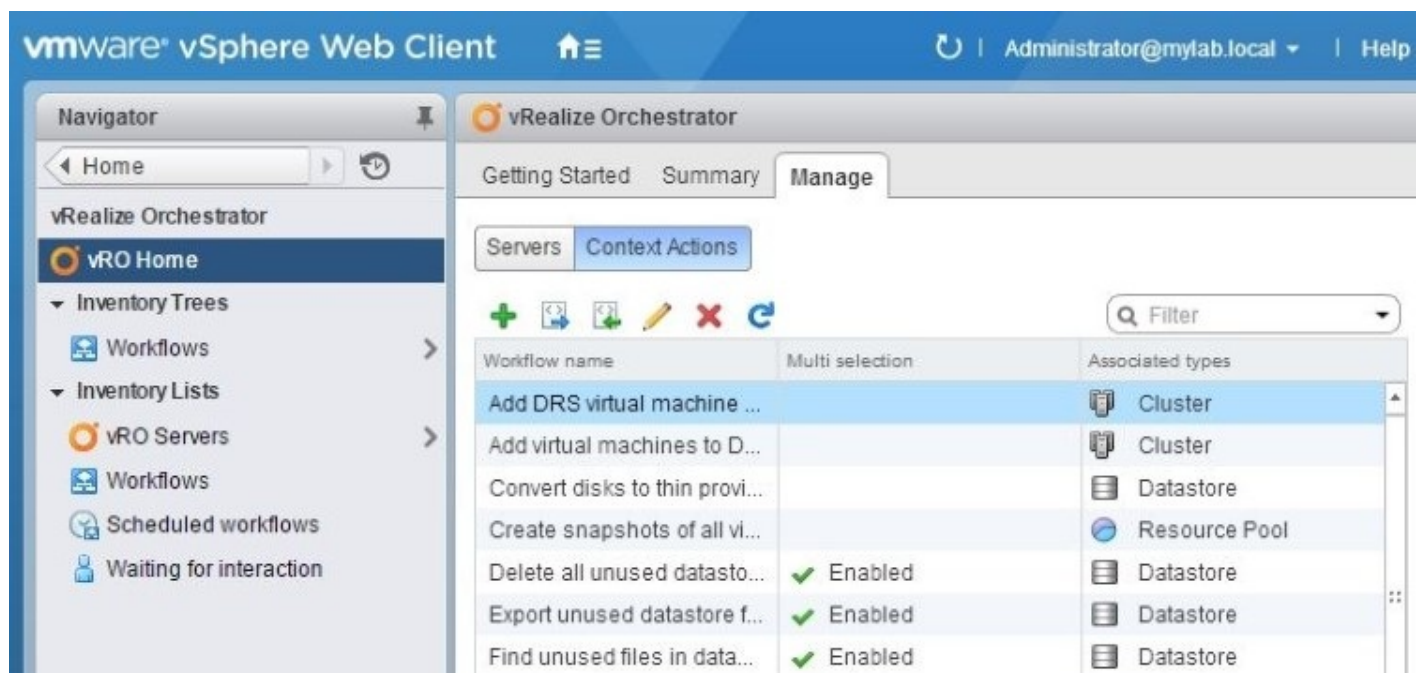 vmware® vSphere Web Client | Administrator@mylab.local | Help
Navigator
Home
vRealize Orchestrator
vRO Home
Inventory Trees
Workflows
Inventory Lists
vRO Servers
Workflows
Scheduled workflows
Waiting for interaction
vRealize Orchestrator
Getting Started Summary Manage
Servers Context Actions
Filter
Workflow name Multi selection Associated types
Add DRS virtual machine ... Cluster
Add virtual machines to D... Cluster
Convert disks to thin provi... Datastore
Create snapshots of all vi... Resource Pool
Delete all unused datasto... Enabled Datastore
Export unused datastore f... Enabled Datastore
Find unused files in data... Enabled Datastore